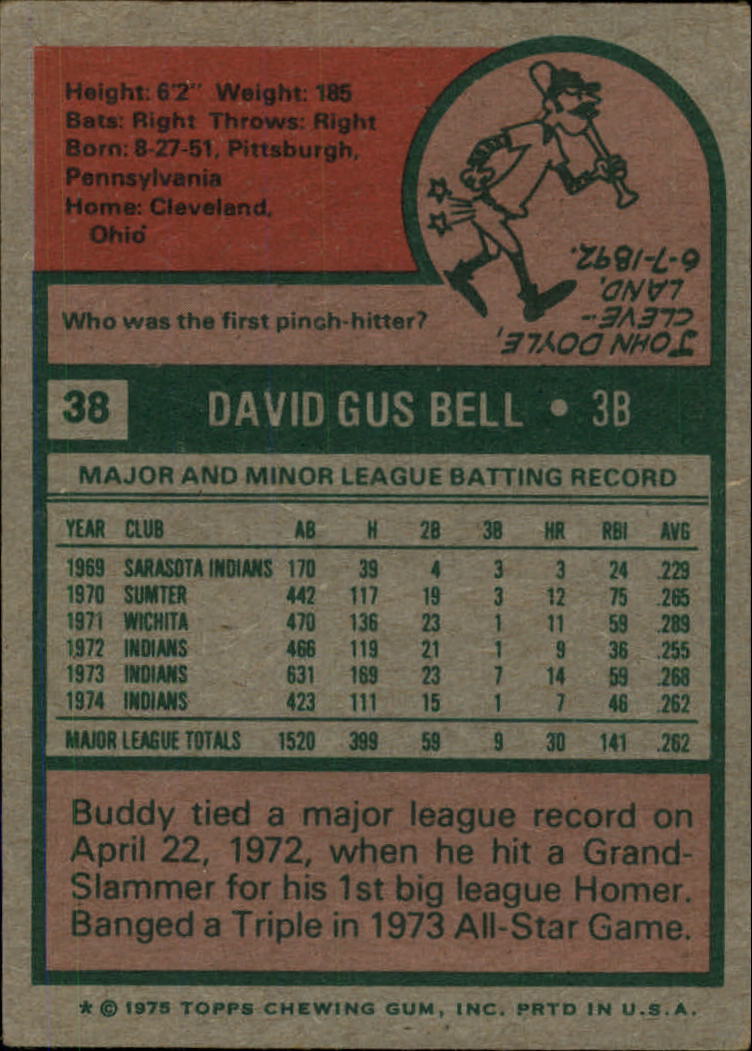 Height: 6'2" Weight: 185
Bats: Right Throws: Right
Born: 8-27-51, Pittsburgh,
Pennsylvania
Home: Cleveland,
Ohio
Who was the first pinch-hitter?
JOHN DOYLE,
CLEVE-
LAND,
6-7-1892.
38 DAVID GUS BELL • 3B
MAJOR AND MINOR LEAGUE BATTING RECORD
YEAR CLUB AB H 2B 3B HR RBI AVG
1969 SARASOTA INDIANS 170 39 4 3 3 24 .229
1970 SUMTER 442 117 19 3 12 75 .265
1971 WICHITA 470 136 23 1 11 59 .289
1972 INDIANS 466 119 21 1 9 36 .255
1973 INDIANS 631 169 23 7 14 59 .268
1974 INDIANS 423 111 15 1 7 46 .262
MAJOR LEAGUE TOTALS 1520 399 59 9 30 141 .262
Buddy tied a major league record on
April 22, 1972, when he hit a Grand-
Slammer for his 1st big league Homer.
Banged a Triple in 1973 All-Star Game.
* © 1975 TOPPS CHEWING GUM, INC. PRTD IN U.S.A.